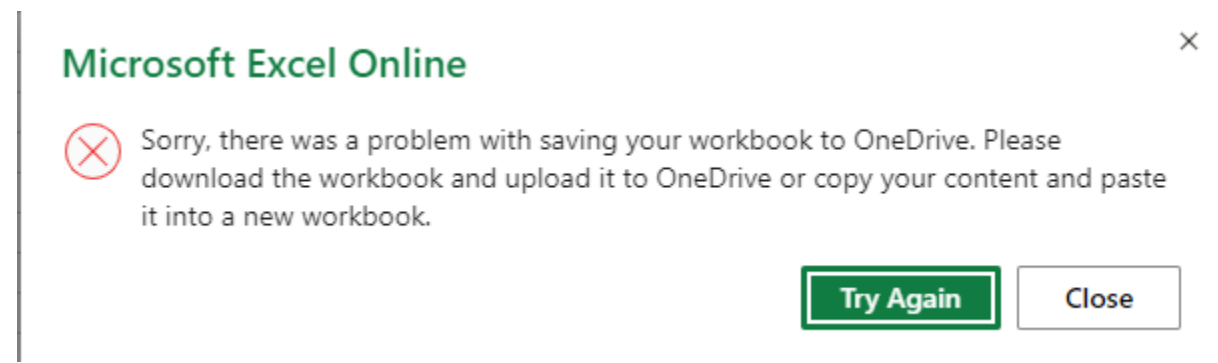 Microsoft Excel Online
Sorry, there was a problem with saving your workbook to OneDrive. Please
download the workbook and upload it to OneDrive or copy your content and paste
it into a new workbook.
Try Again Close